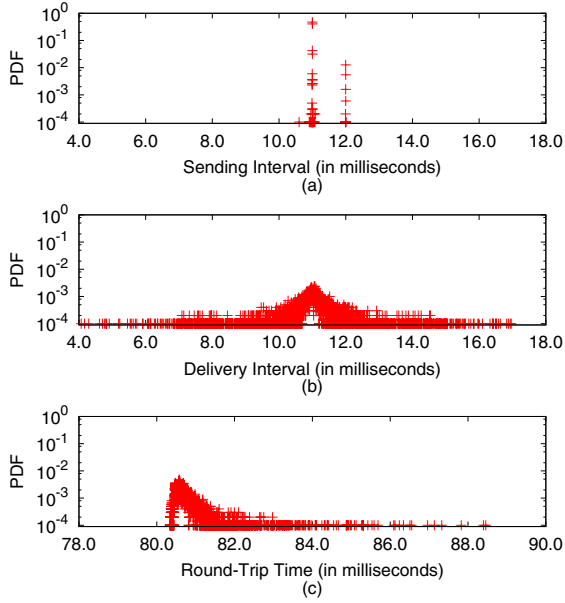 PDF
10^0
10^-1
10^-2
10^-3
10^-4
4.0 6.0 8.0 10.0 12.0 14.0 16.0 18.0
Sending Interval (in milliseconds)
(a)
PDF
10^0
10^-1
10^-2
10^-3
10^-4
4.0 6.0 8.0 10.0 12.0 14.0 16.0 18.0
Delivery Interval (in milliseconds)
(b)
PDF
10^0
10^-1
10^-2
10^-3
10^-4
78.0 80.0 82.0 84.0 86.0 88.0 90.0
Round-Trip Time (in milliseconds)
(c)